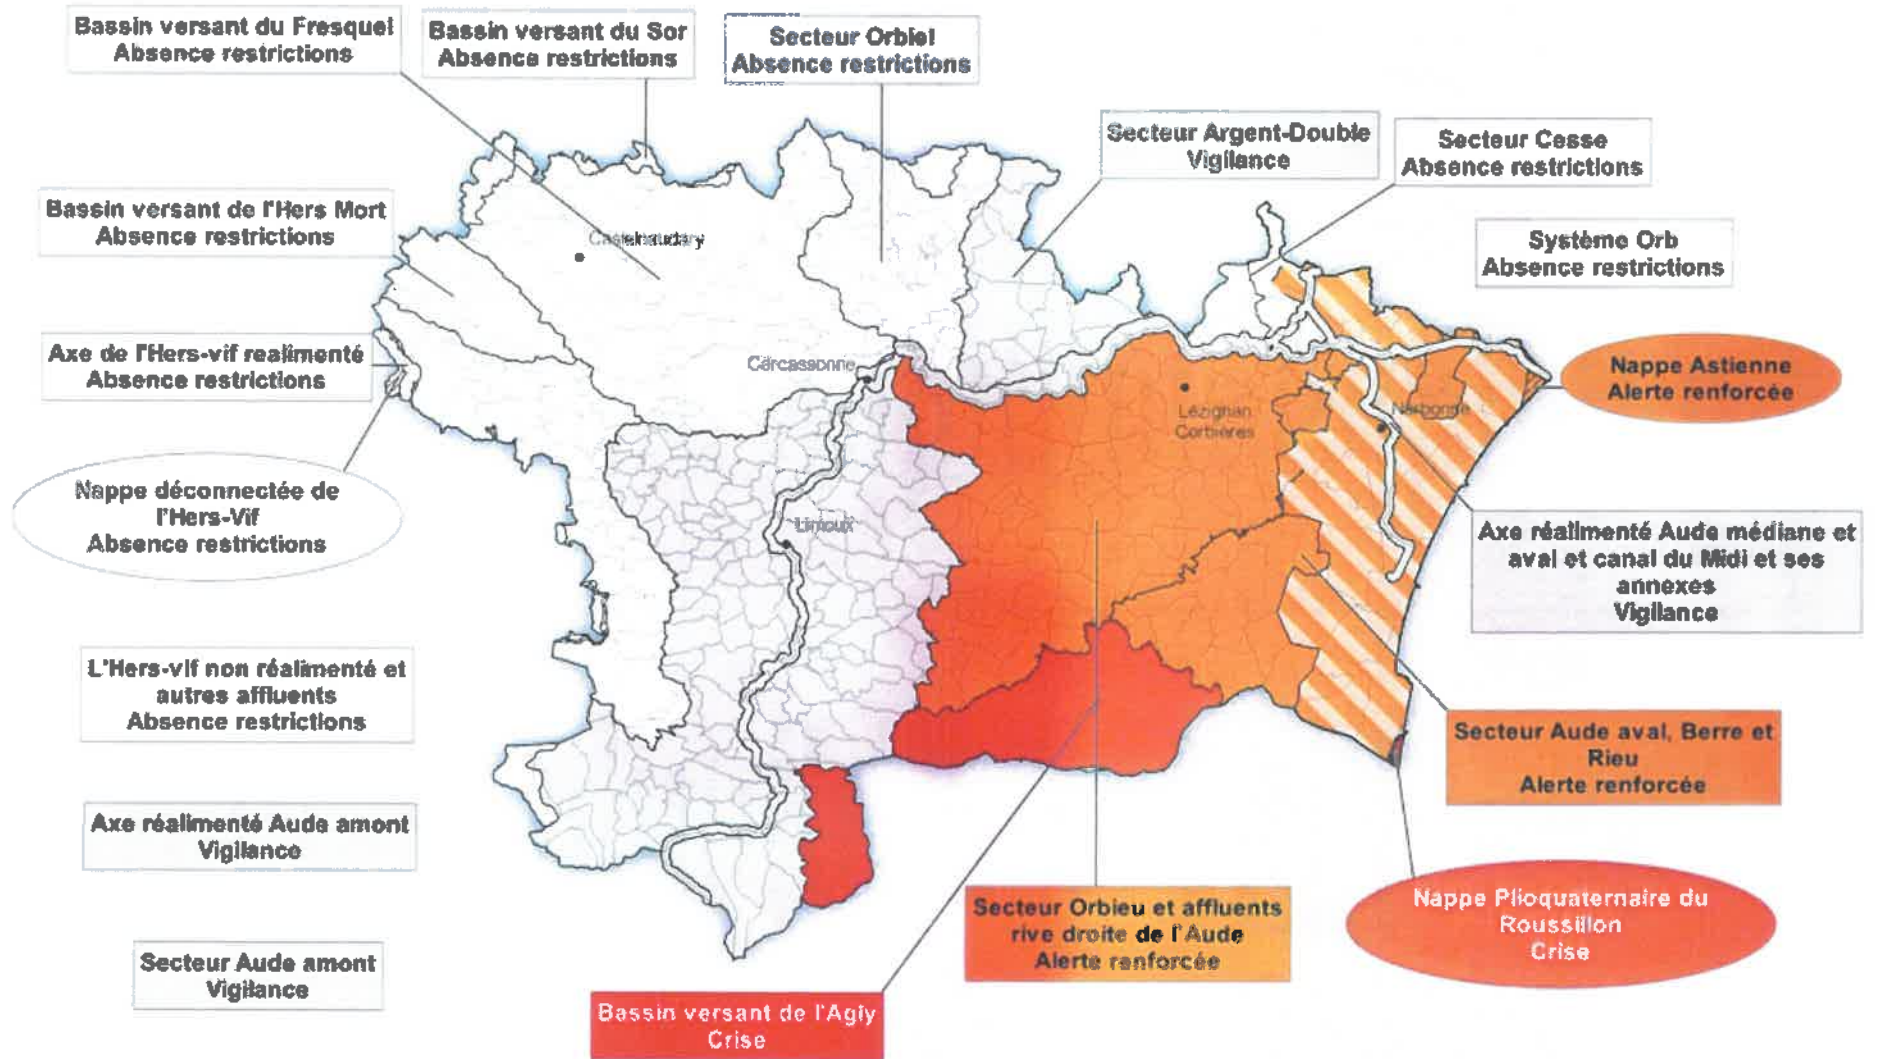 Bassin versant du Fresquel
Absence restrictions
Bassin versant du Sor
Absence restrictions
Secteur Orbiel
Absence restrictions
Secteur Argent-Double
Vigilance
Secteur Cesse
Absence restrictions
Bassin versant de l'Hers Mort
Absence restrictions
Système Orb
Absence restrictions
Castelnaudary
Axe de l'Hers-vif realimenté
Absence restrictions
Carcassonne
Nappe Astienne
Alerte renforcée
Lézignan
Corbières
Narbonne
Nappe déconnectée de
l'Hers-Vif
Absence restrictions
Limoux
Axe réalimenté Aude médiane et
aval et canal du Midi et ses
annexes
Vigilance
L'Hers-vif non réalimenté et
autres affluents
Absence restrictions
Secteur Aude aval, Berre et
Rieu
Alerte renforcée
Axe réalimenté Aude amont
Vigilance
Secteur Orbieu et affluents
rive droite de l'Aude
Alerte renforcée
Nappe Plioquaternaire du
Roussillon
Crise
Secteur Aude amont
Vigilance
Bassin versant de l'Agly
Crise